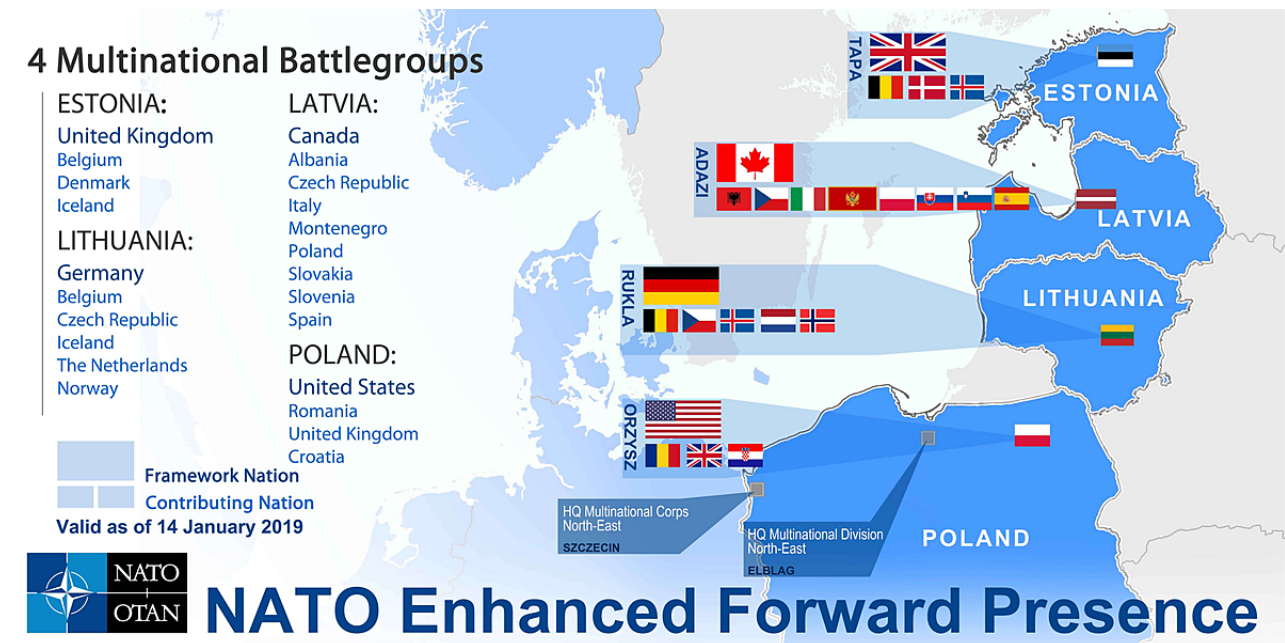 4 Multinational Battlegroups
ESTONIA:
United Kingdom
Belgium
Denmark
Iceland
LITHUANIA:
Germany
Belgium
Czech Republic
Iceland
The Netherlands
Norway
LATVIA:
Canada
Albania
Czech Republic
Italy
Montenegro
Poland
Slovakia
Slovenia
Spain
POLAND:
United States
Romania
United Kingdom
Croatia
Framework Nation
Contributing Nation
Valid as of 14 January 2019
TAPA
ESTONIA
ADAZI
LATVIA
RUKLA
LITHUANIA
ORZYSZ
HQ Multinational Corps
North-East
SZCZECIN
HQ Multinational Division
North-East
ELBLAG
POLAND
NATO
OTAN
NATO Enhanced Forward Presence